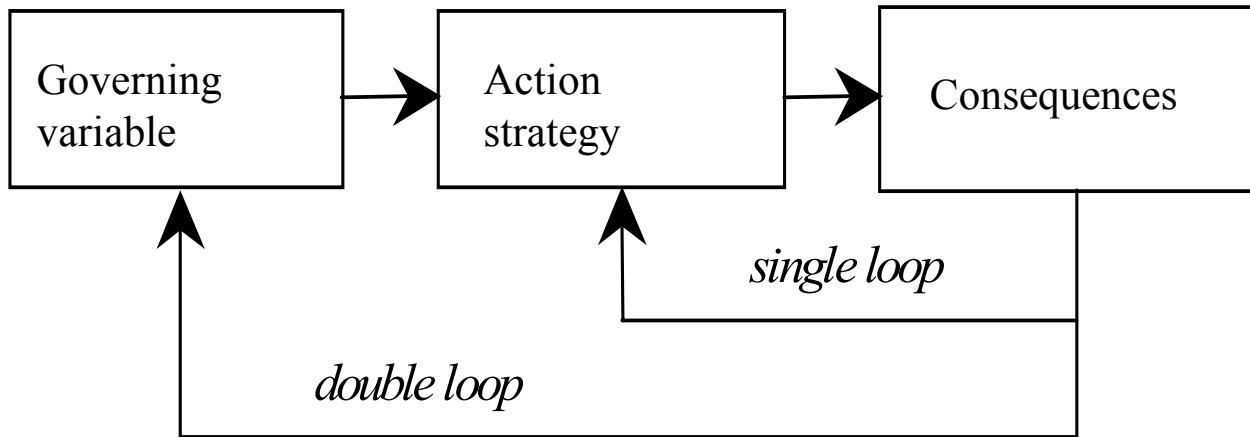 Governing
variable
Action
strategy
Consequences
single loop
double loop